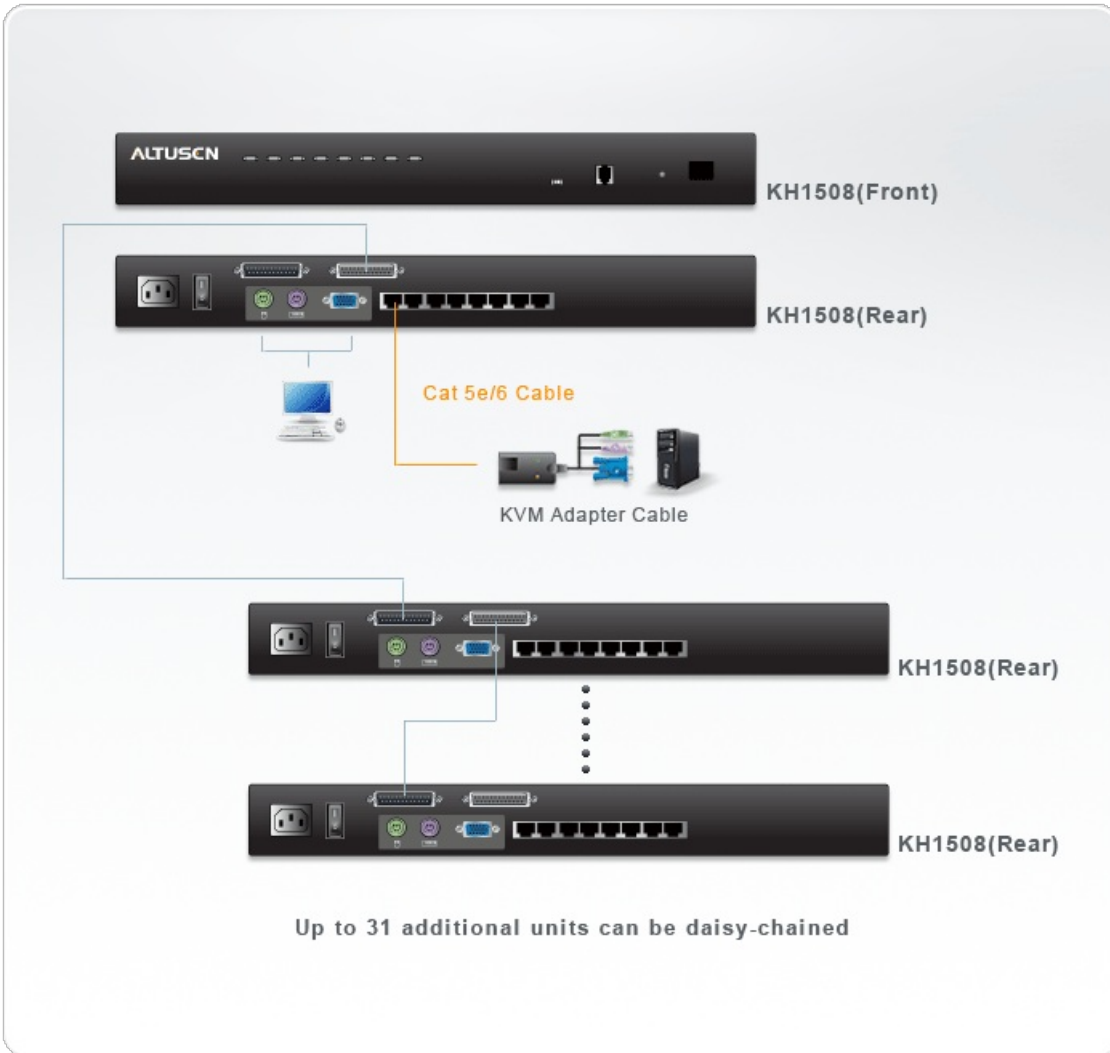 ALTUSCN
KH1508(Front)
KH1508(Rear)
Cat 5e/6 Cable
KVM Adapter Cable
KH1508(Rear)
KH1508(Rear)
Up to 31 additional units can be daisy-chained